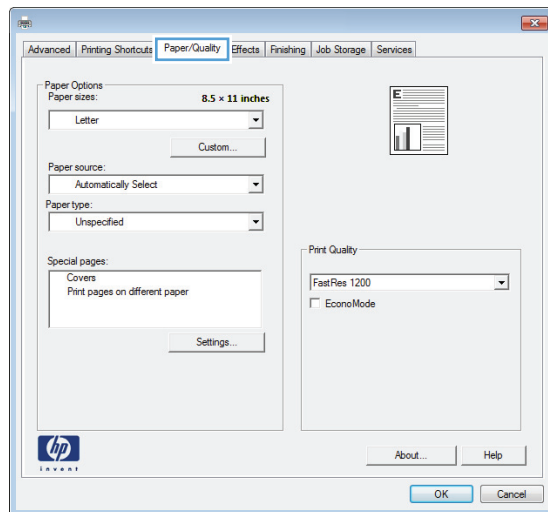 Advanced Printing Shortcuts Paper/Quality Effects Finishing Job Storage Services
Paper Options
Paper sizes: 8.5 × 11 inches
Letter
Custom...
Paper source:
Automatically Select
Paper type:
Unspecified
Special pages:
Covers
Print pages on different paper
Settings...
E
Print Quality
FastRes 1200
EconoMode
hp
invent
About... Help
OK Cancel